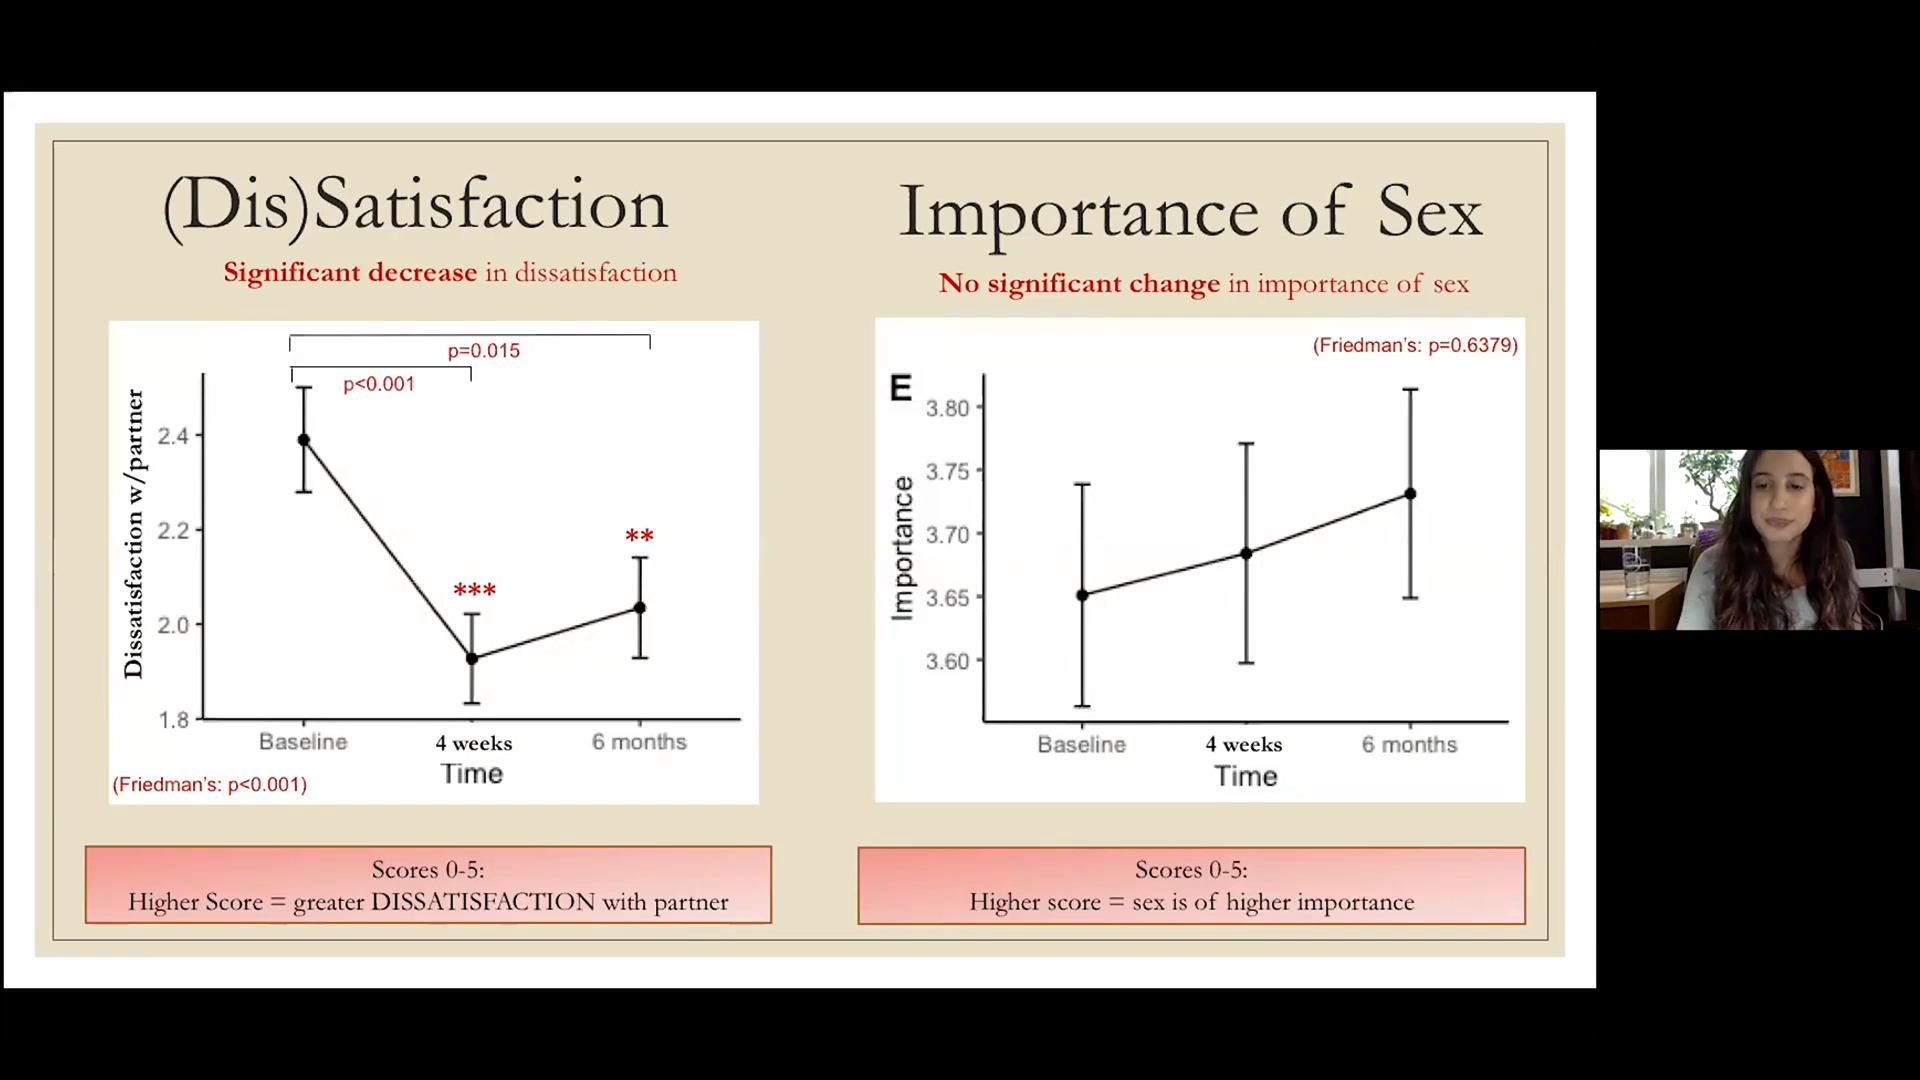 (Dis)Satisfaction
Significant decrease in dissatisfaction
p=0.015
p<0.001
Dissatisfaction w/partner
2.4
2.2
2.0
1.8
***
**
Baseline
4 weeks
6 months
Time
(Friedman's: p<0.001)
Scores 0-5:
Higher Score = greater DISSATISFACTION with partner
Importance of Sex
No significant change in importance of sex
(Friedman's: p=0.6379)
E
Importance
3.80
3.75
3.70
3.65
3.60
Baseline
4 weeks
6 months
Time
Scores 0-5:
Higher score = sex is of higher importance